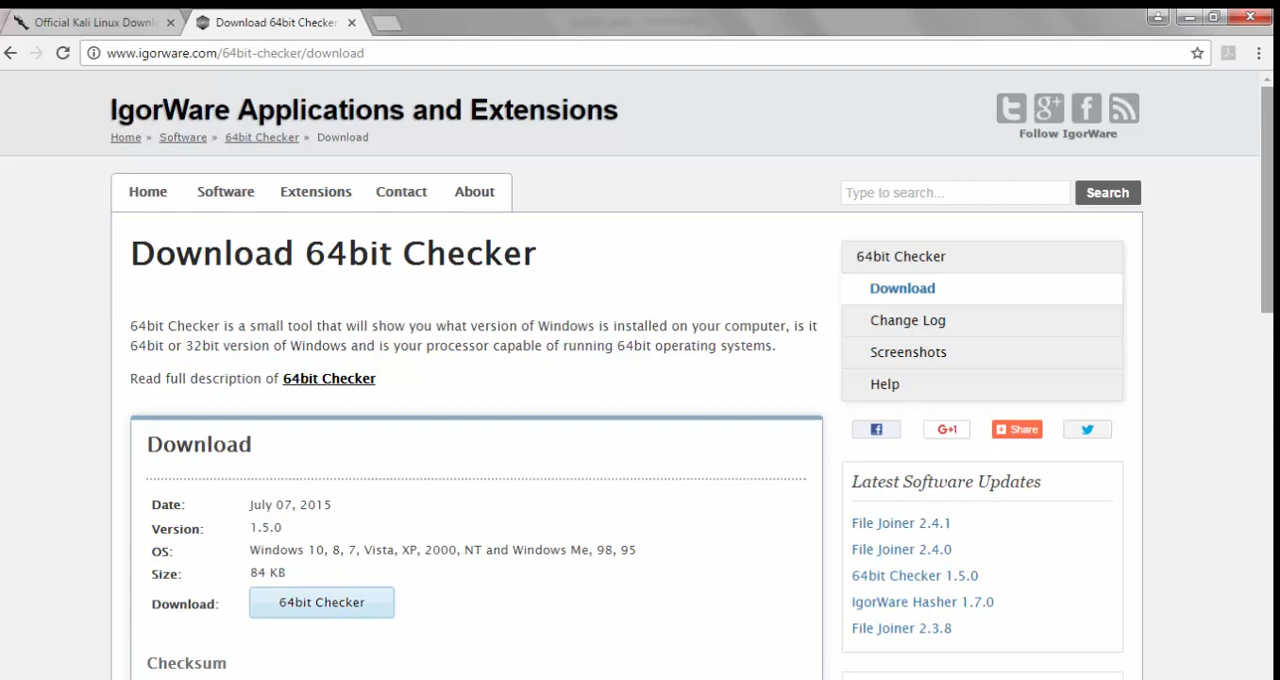 Official Kali Linux Downl
Download 64bit Checker
www.igorware.com/64bit-checker/download
IgorWare Applications and Extensions
Home » Software » 64bit Checker » Download
Follow IgorWare
Home Software Extensions Contact About
Type to search... Search
Download 64bit Checker
64bit Checker is a small tool that will show you what version of Windows is installed on your computer, is it
64bit or 32bit version of Windows and is your processor capable of running 64bit operating systems.
Read full description of 64bit Checker
Download
Date: July 07, 2015
Version: 1.5.0
OS: Windows 10, 8, 7, Vista, XP, 2000, NT and Windows Me, 98, 95
Size: 84 KB
Download: 64bit Checker
Checksum
64bit Checker
Download
Change Log
Screenshots
Help
G+1 Share
Latest Software Updates
File Joiner 2.4.1
File Joiner 2.4.0
64bit Checker 1.5.0
IgorWare Hasher 1.7.0
File Joiner 2.3.8